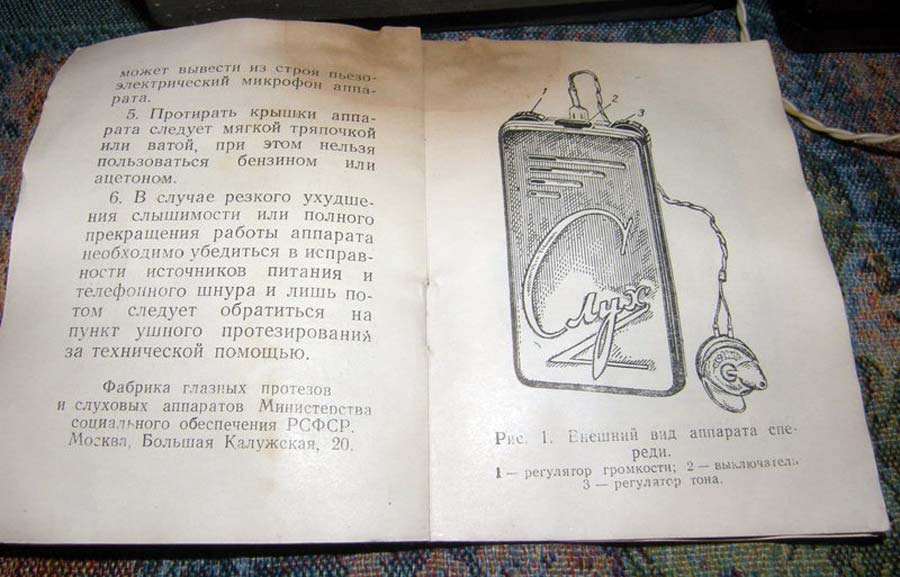 может вывести из строя пьезо-
электрический микрофон аппа-
рата.
5. Протирать крышки аппа-
рата следует мягкой тряпочкой
или ватой, при этом нельзя
пользоваться бензином или
ацетоном.
6. В случае резкого ухудше-
ния слышимости или полного
прекращения работы аппарата
необходимо убедиться в исправ-
ности источников питания и
телефонного шнура и лишь по-
том следует обратиться на
пункт ушного протезирований
за технической помощью.
Фабрика глазных протезов
и слуховых аппаратов Министерства
социального обеспечения РСФСР.
Москва, Большая Калужская, 20.
1
2
3
Слух
Рис. 1. Внешний вид аппарата спе-
реди.
1 — регулятор громкости; 2 — выключатель
3 — регулятор тона.